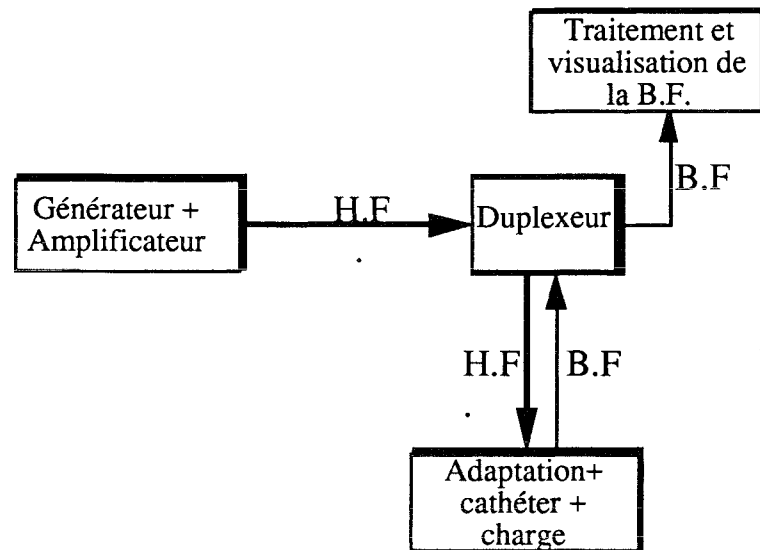 Traitement et
visualisation de
la B.F.
B.F
Générateur +
Amplificateur
H.F
Duplexeur
H.F
B.F
Adaptation+
cathéter +
charge